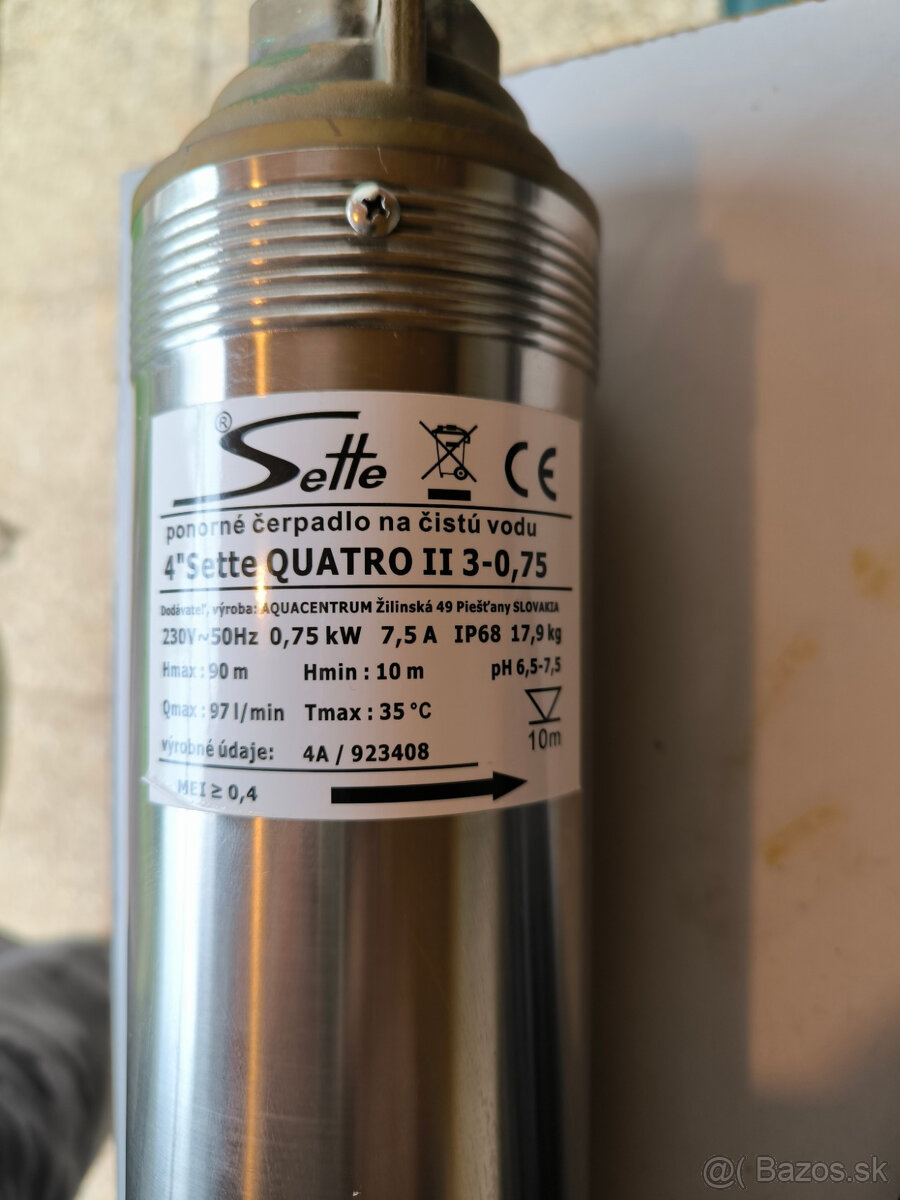 ® Sette CE
ponorné čerpadlo na čistú vodu
4"Sette QUATRO II 3-0,75
Dodávateľ, výroba: AQUACENTRUM Žilinská 49 Piešťany SLOVAKIA
230V~50Hz 0,75 kW 7,5 A IP68 17,9 kg
Hmax : 90 m Hmin : 10 m pH 6,5-7,5
Qmax : 97 l/min Tmax : 35 °C
10m
výrobné údaje: 4A / 923408
MEI ≥ 0,4
@( Bazos.sk